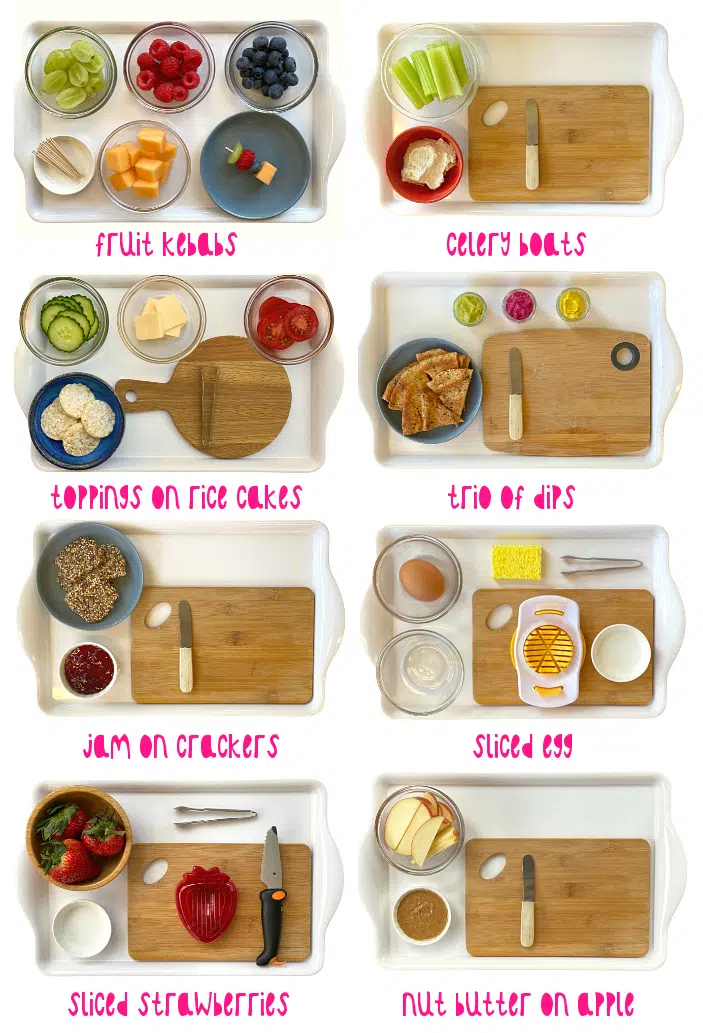 fruit kebabs
celery boats
toppings on rice cakes
trio of dips
jam on crackers
sliced egg
sliced strawberries
nut butter on apple